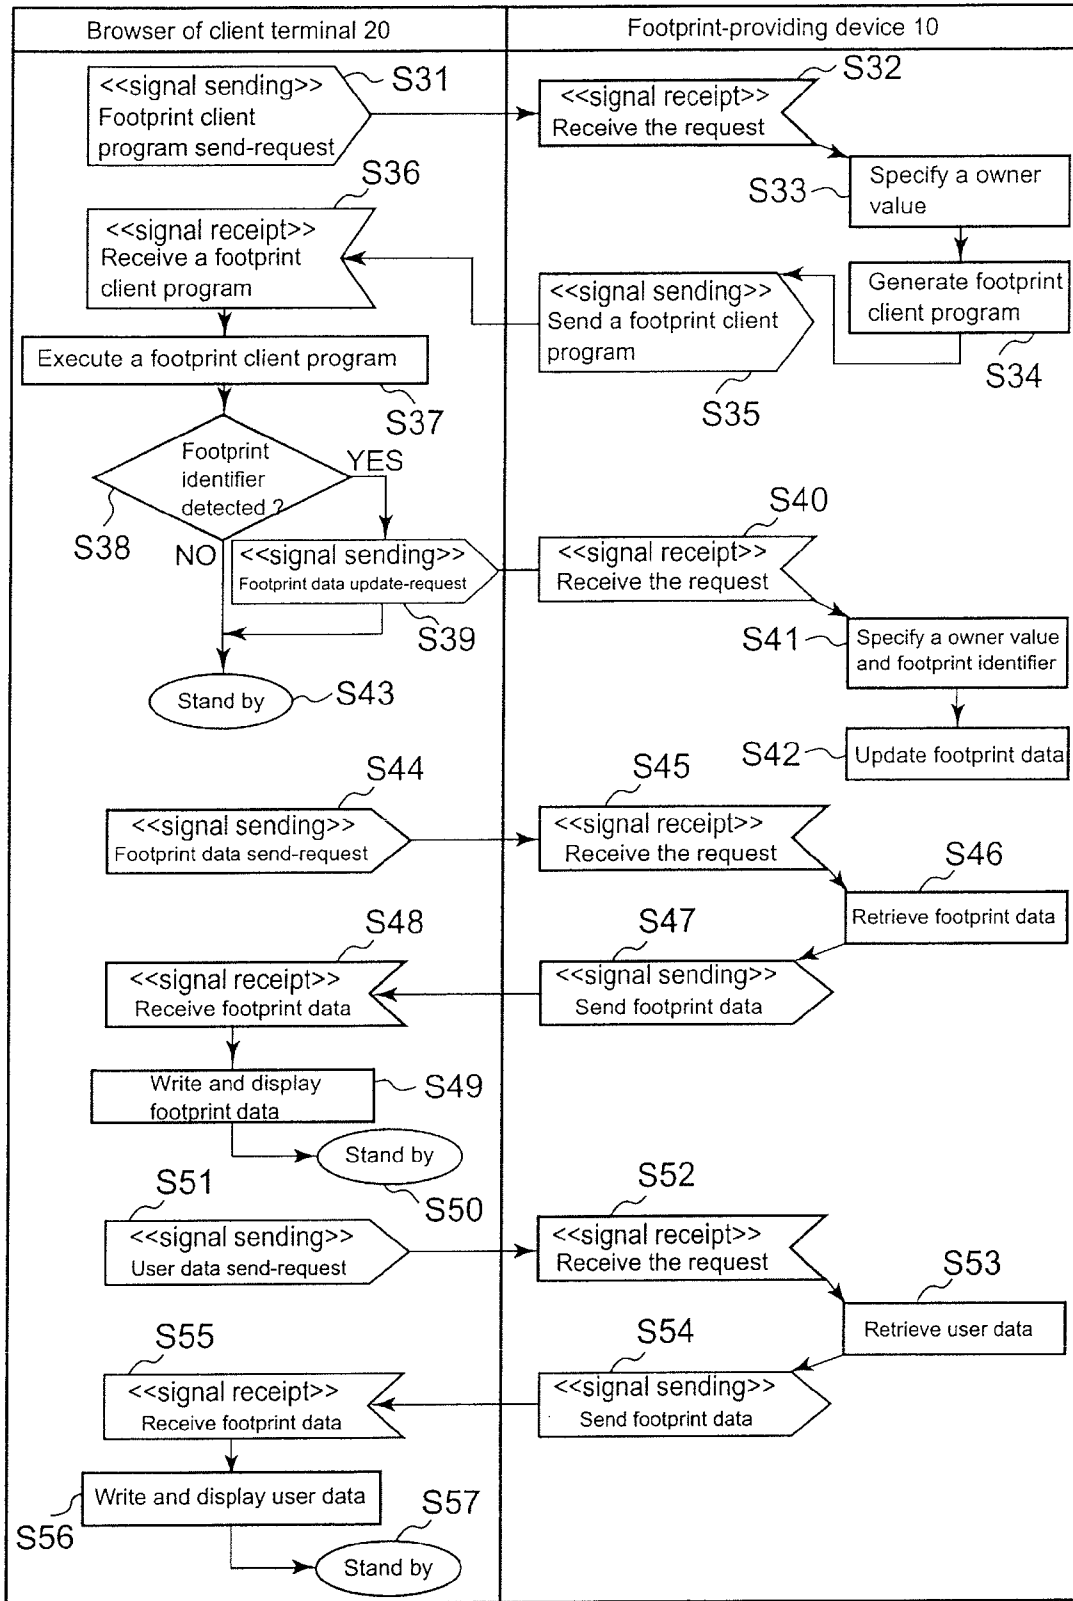 Browser of client terminal 20
Footprint-providing device 10
<<signal sending>>
Footprint client
program send-request
S31
<<signal receipt>>
Receive the request
S32
Specify a owner
value
S33
Generate footprint
client program
S34
<<signal sending>>
Send a footprint client
program
S35
<<signal receipt>>
Receive a footprint
client program
S36
Execute a footprint client program
S37
Footprint
identifier
detected ?
S38
YES
NO
<<signal sending>>
Footprint data update-request
S39
<<signal receipt>>
Receive the request
S40
Specify a owner value
and footprint identifier
S41
Update footprint data
S42
Stand by
S43
<<signal sending>>
Footprint data send-request
S44
<<signal receipt>>
Receive the request
S45
Retrieve footprint data
S46
<<signal sending>>
Send footprint data
S47
<<signal receipt>>
Receive footprint data
S48
Write and display
footprint data
S49
Stand by
S50
<<signal sending>>
User data send-request
S51
<<signal receipt>>
Receive the request
S52
Retrieve user data
S53
<<signal sending>>
Send footprint data
S54
<<signal receipt>>
Receive footprint data
S55
Write and display user data
S56
Stand by
S57